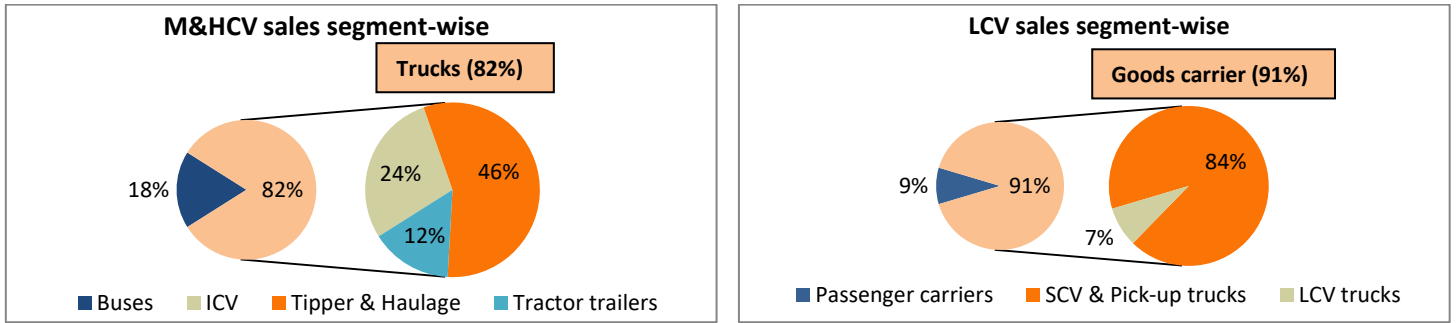 M&HCV sales segment-wise
Trucks (82%)
18%
82%
24%
46%
12%
Buses
ICV
Tipper & Haulage
Tractor trailers
LCV sales segment-wise
Goods carrier (91%)
9%
91%
84%
7%
Passenger carriers
SCV & Pick-up trucks
LCV trucks